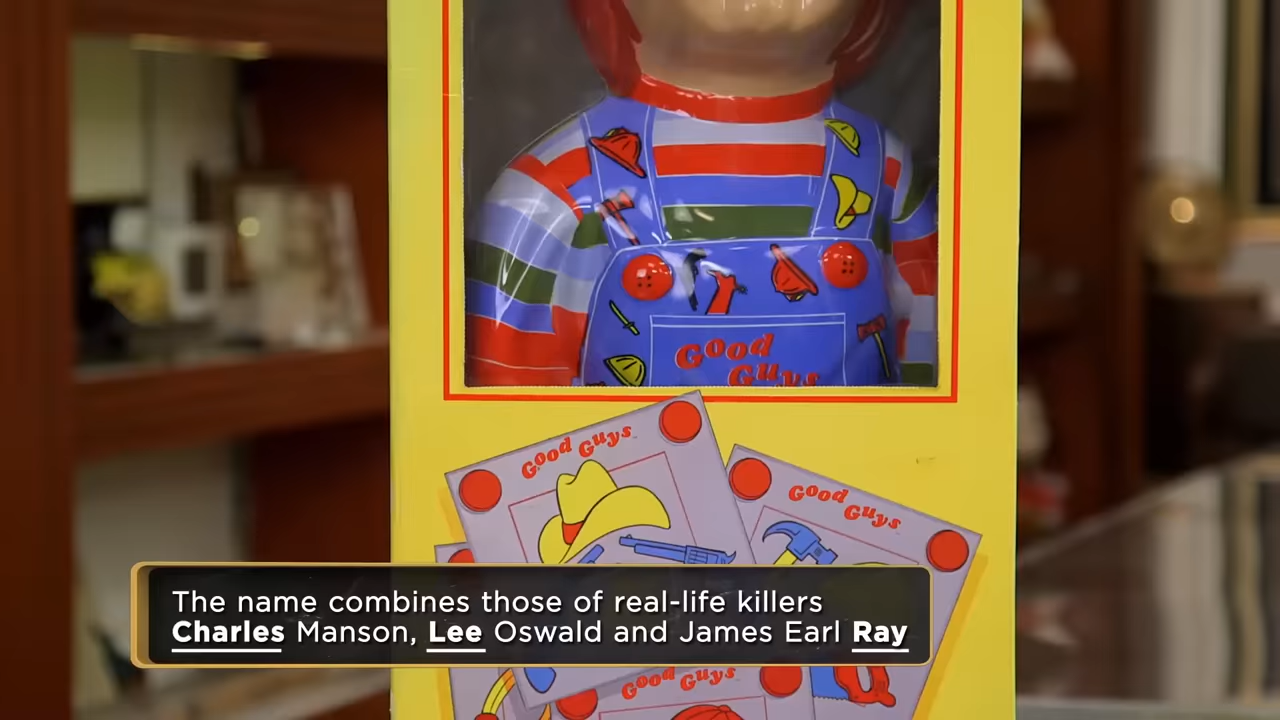 Good
Guys
Good Guys
Good
Guys
The name combines those of real-life killers
Charles Manson, Lee Oswald and James Earl Ray
Good Guys